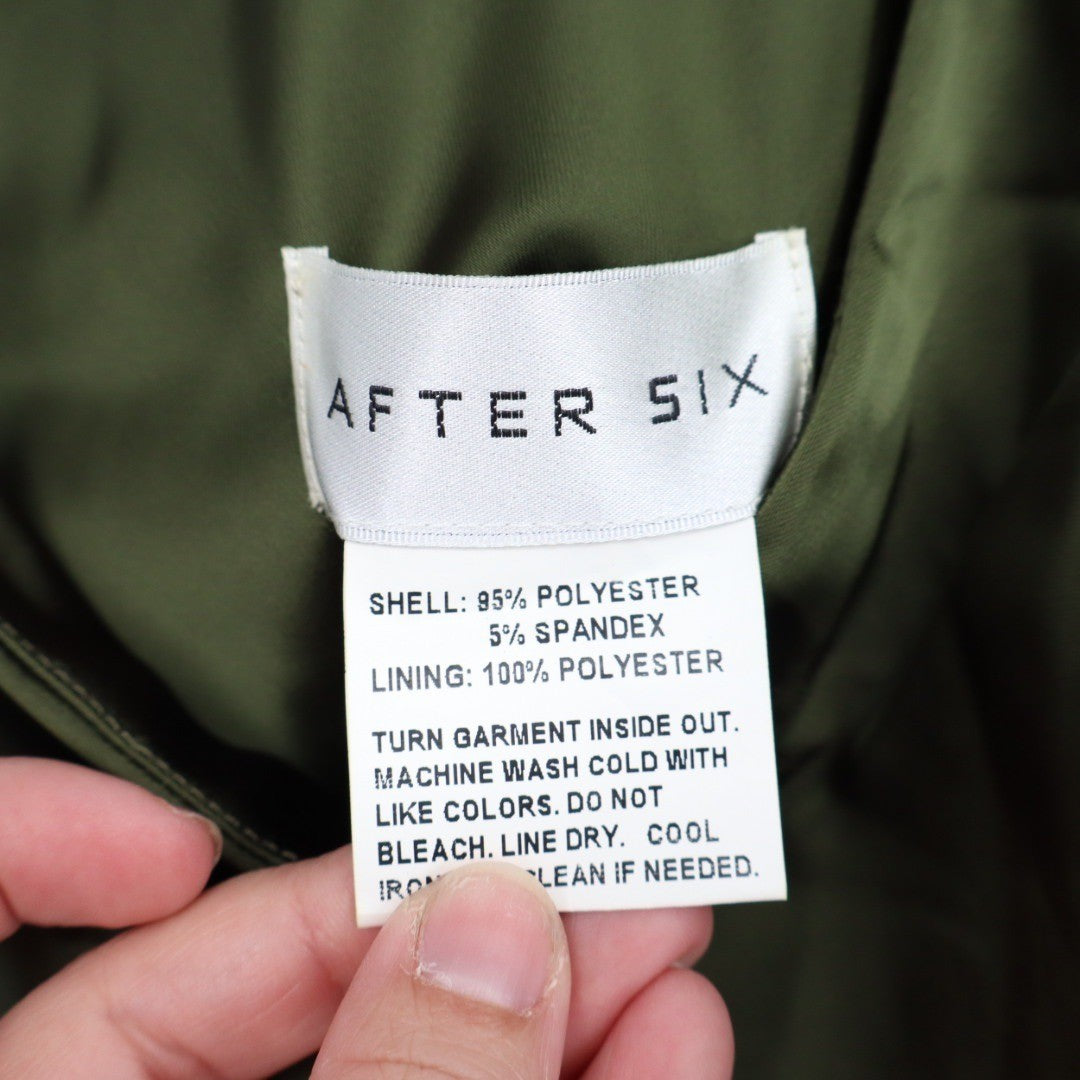 AFTER SIX
SHELL: 95% POLYESTER
5% SPANDEX
LINING: 100% POLYESTER
TURN GARMENT INSIDE OUT.
MACHINE WASH COLD WITH
LIKE COLORS. DO NOT
BLEACH. LINE DRY. COOL
IF NEEDED.